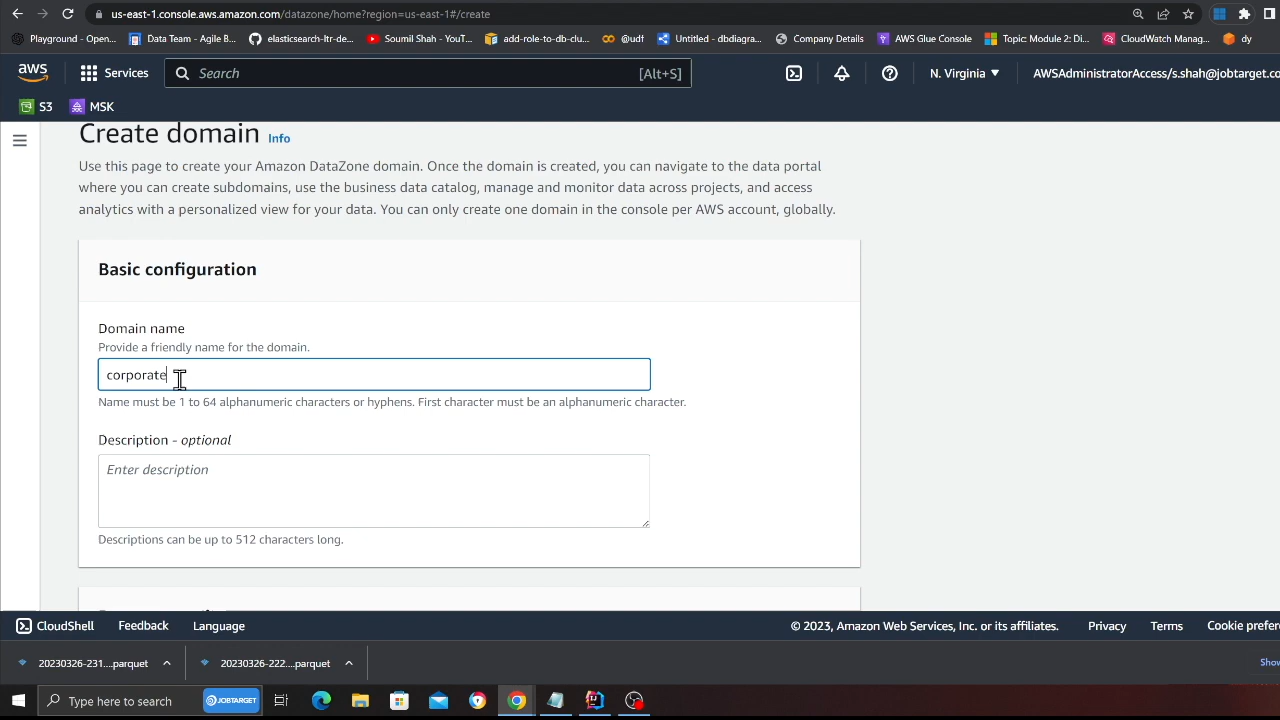 us-east-1.console.aws.amazon.com/datazone/home?region=us-east-1#/create
Playground - Open...
Data Team - Agile B...
elasticsearch-ltr-de...
Soumil Shah - YouT...
add-role-to-db-clu...
@udf
Untitled - dbdiagra...
Company Details
AWS Glue Console
Topic Module 2: Di...
CloudWatch Manag...
dy
aws
Services
Search
[Alt+S]
N. Virginia
AWSAdministratorAccess/s.shah@jobtarget.co
S3
MSK
Create domain Info
Use this page to create your Amazon DataZone domain. Once the domain is created, you can navigate to the data portal
where you can create subdomains, use the business data catalog, manage and monitor data across projects, and access
analytics with a personalized view for your data. You can only create one domain in the console per AWS account, globally.
Basic configuration
Domain name
Provide a friendly name for the domain.
corporate
Name must be 1 to 64 alphanumeric characters or hyphens. First character must be an alphanumeric character.
Description - optional
Enter description
Descriptions can be up to 512 characters long.
CloudShell
Feedback
Language
© 2023, Amazon Web Services, Inc. or its affiliates.
Privacy
Terms
Cookie prefer
20230326-231....parquet
20230326-222....parquet
Show
Type here to search
JOBTARGET